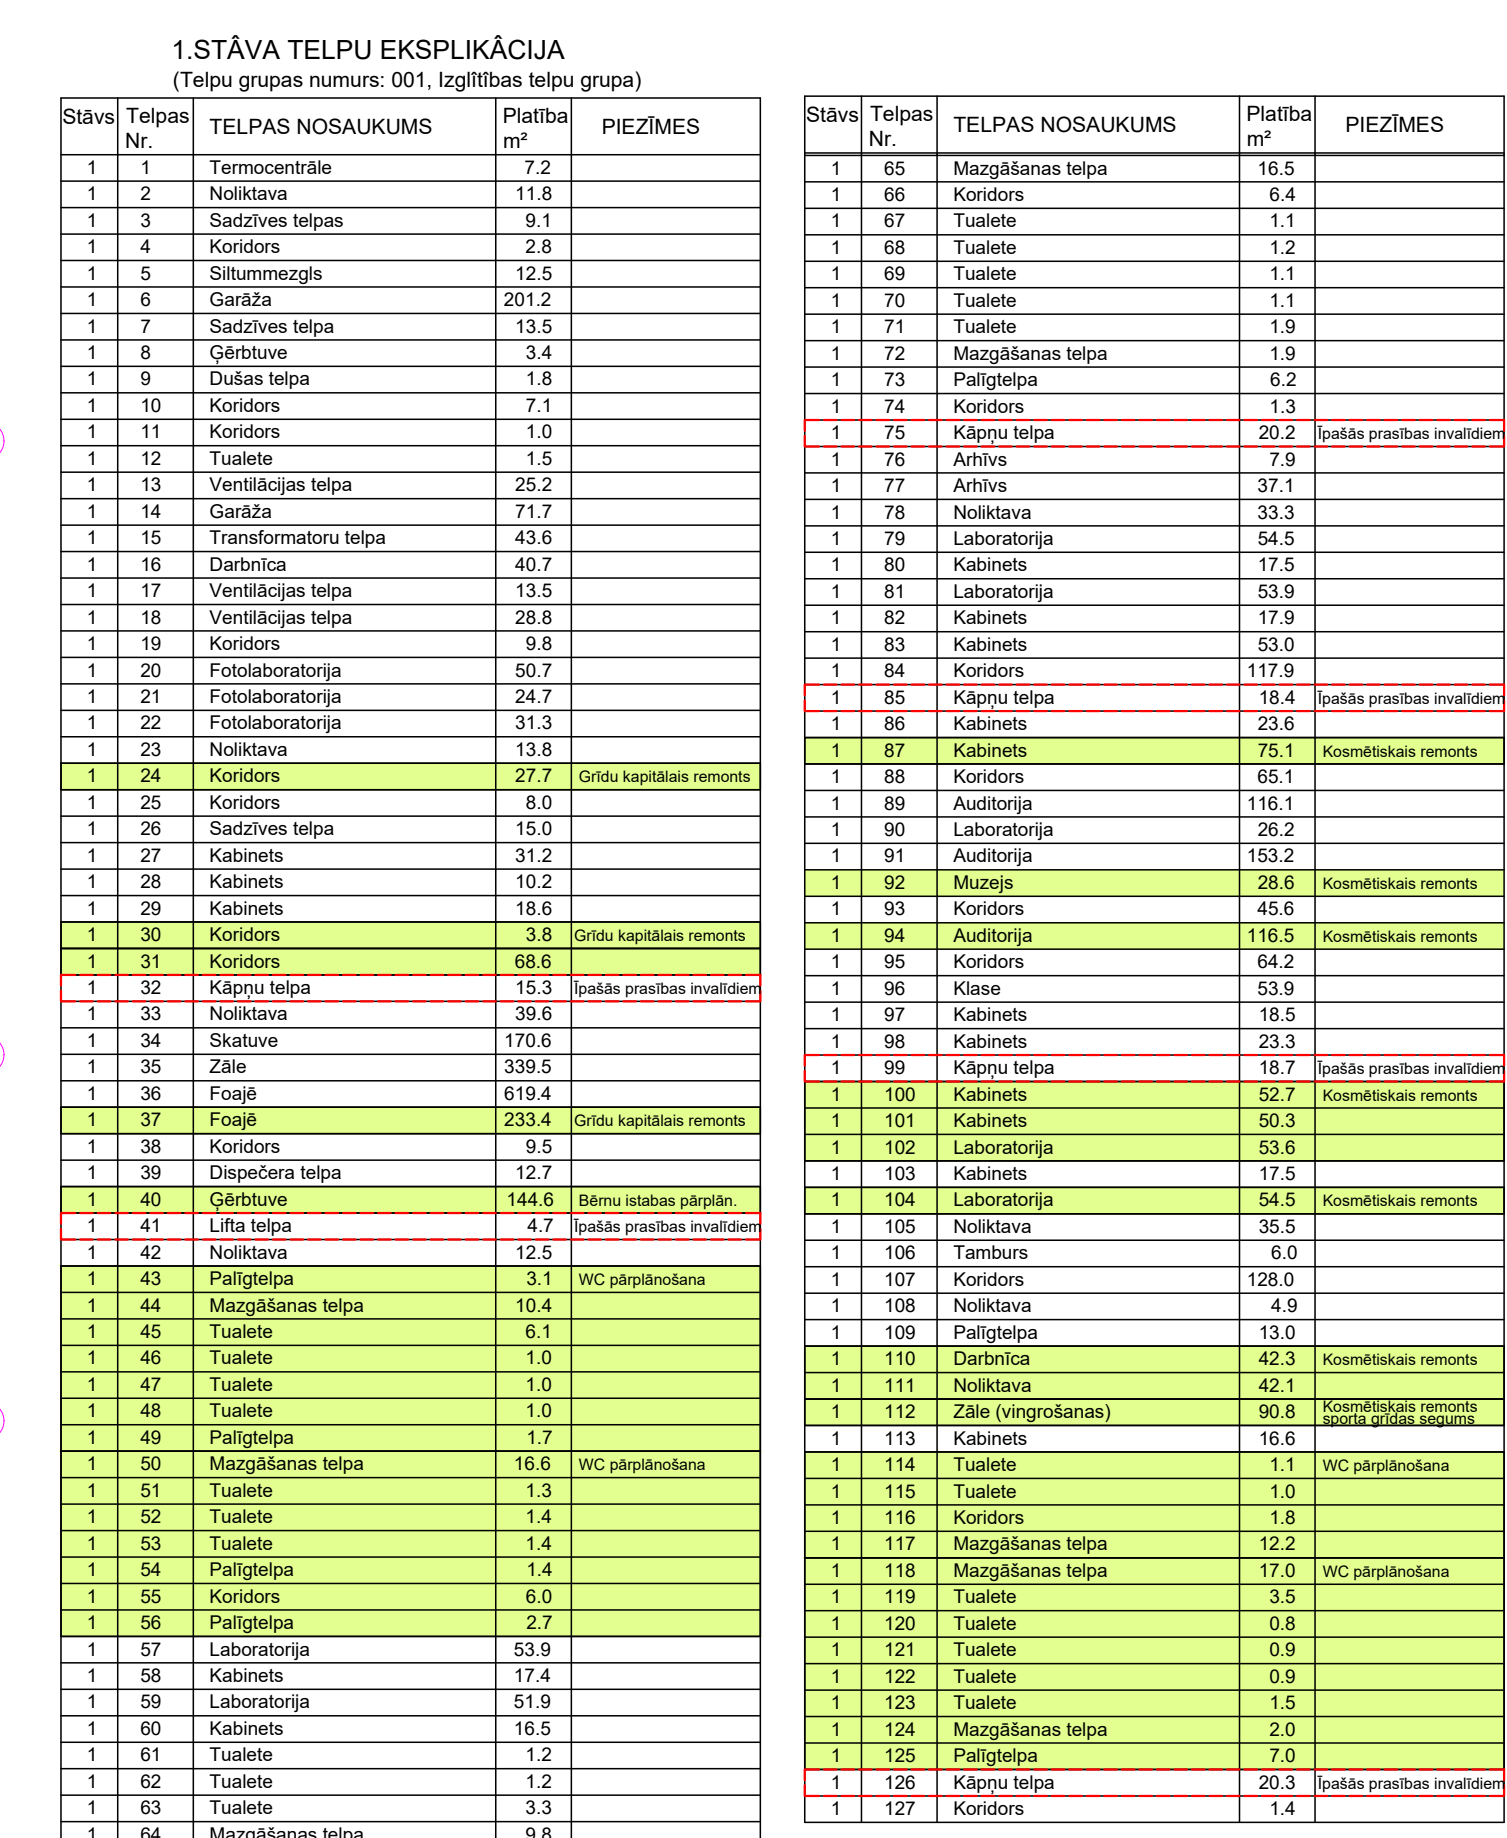 1.STÂVA TELPU EKSPLIKÂCIJA
(Telpu grupas numurs: 001, Izglîtîbas telpu grupa)
Stāvs Telpas Nr. TELPAS NOSAUKUMS Platība m² PIEZĪMES
1 1 Termocentrāle 7.2
1 2 Noliktava 11.8
1 3 Sadzīves telpas 9.1
1 4 Koridors 2.8
1 5 Siltummezgls 12.5
1 6 Garāža 201.2
1 7 Sadzīves telpa 13.5
1 8 Ģērbtuve 3.4
1 9 Dušas telpa 1.8
1 10 Koridors 7.1
1 11 Koridors 1.0
1 12 Tualete 1.5
1 13 Ventilācijas telpa 25.2
1 14 Garāža 71.7
1 15 Transformatoru telpa 43.6
1 16 Darbnīca 40.7
1 17 Ventilācijas telpa 13.5
1 18 Ventilācijas telpa 28.8
1 19 Koridors 9.8
1 20 Fotolaboratorija 50.7
1 21 Fotolaboratorija 24.7
1 22 Fotolaboratorija 31.3
1 23 Noliktava 13.8
1 24 Koridors 27.7 Grīdu kapitālais remonts
1 25 Koridors 8.0
1 26 Sadzīves telpa 15.0
1 27 Kabinets 31.2
1 28 Kabinets 10.2
1 29 Kabinets 18.6
1 30 Koridors 3.8 Grīdu kapitālais remonts
1 31 Koridors 68.6
1 32 Kāpņu telpa 15.3 Īpašās prasības invalīdiem
1 33 Noliktava 39.6
1 34 Skatuve 170.6
1 35 Zāle 339.5
1 36 Foajē 619.4
1 37 Foajē 233.4 Grīdu kapitālais remonts
1 38 Koridors 9.5
1 39 Dispečera telpa 12.7
1 40 Ģērbtuve 144.6 Bērnu istabas pārplān.
1 41 Lifta telpa 4.7 Īpašās prasības invalīdiem
1 42 Noliktava 12.5
1 43 Palīgtelpa 3.1 WC pārplānošana
1 44 Mazgāšanas telpa 10.4
1 45 Tualete 6.1
1 46 Tualete 1.0
1 47 Tualete 1.0
1 48 Tualete 1.0
1 49 Palīgtelpa 1.7
1 50 Mazgāšanas telpa 16.6 WC pārplānošana
1 51 Tualete 1.3
1 52 Tualete 1.4
1 53 Tualete 1.4
1 54 Palīgtelpa 1.4
1 55 Koridors 6.0
1 56 Palīgtelpa 2.7
1 57 Laboratorija 53.9
1 58 Kabinets 17.4
1 59 Laboratorija 51.9
1 60 Kabinets 16.5
1 61 Tualete 1.2
1 62 Tualete 1.2
1 63 Tualete 3.3
1 64 Mazgāšanas telpa 9.8
Stāvs Telpas Nr. TELPAS NOSAUKUMS Platība m² PIEZĪMES
1 65 Mazgāšanas telpa 16.5
1 66 Koridors 6.4
1 67 Tualete 1.1
1 68 Tualete 1.2
1 69 Tualete 1.1
1 70 Tualete 1.1
1 71 Tualete 1.9
1 72 Mazgāšanas telpa 1.9
1 73 Palīgtelpa 6.2
1 74 Koridors 1.3
1 75 Kāpņu telpa 20.2 Īpašās prasības invalīdiem
1 76 Arhīvs 7.9
1 77 Arhīvs 37.1
1 78 Noliktava 33.3
1 79 Laboratorija 54.5
1 80 Kabinets 17.5
1 81 Laboratorija 53.9
1 82 Kabinets 17.9
1 83 Kabinets 53.0
1 84 Koridors 117.9
1 85 Kāpņu telpa 18.4 Īpašās prasības invalīdiem
1 86 Kabinets 23.6
1 87 Kabinets 75.1 Kosmētiskais remonts
1 88 Koridors 65.1
1 89 Auditorija 116.1
1 90 Laboratorija 26.2
1 91 Auditorija 153.2
1 92 Muzejs 28.6 Kosmētiskais remonts
1 93 Koridors 45.6
1 94 Auditorija 116.5 Kosmētiskais remonts
1 95 Koridors 64.2
1 96 Klase 53.9
1 97 Kabinets 18.5
1 98 Kabinets 23.3
1 99 Kāpņu telpa 18.7 Īpašās prasības invalīdiem
1 100 Kabinets 52.7 Kosmētiskais remonts
1 101 Kabinets 50.3
1 102 Laboratorija 53.6
1 103 Kabinets 17.5
1 104 Laboratorija 54.5 Kosmētiskais remonts
1 105 Noliktava 35.5
1 106 Tamburs 6.0
1 107 Koridors 128.0
1 108 Noliktava 4.9
1 109 Palīgtelpa 13.0
1 110 Darbnīca 42.3 Kosmētiskais remonts
1 111 Noliktava 42.1
1 112 Zāle (vingrošanas) 90.8 Kosmētiskais remonts sporta grīdas segums
1 113 Kabinets 16.6
1 114 Tualete 1.1 WC pārplānošana
1 115 Tualete 1.0
1 116 Koridors 1.8
1 117 Mazgāšanas telpa 12.2
1 118 Mazgāšanas telpa 17.0 WC pārplānošana
1 119 Tualete 3.5
1 120 Tualete 0.8
1 121 Tualete 0.9
1 122 Tualete 0.9
1 123 Tualete 1.5
1 124 Mazgāšanas telpa 2.0
1 125 Palīgtelpa 7.0
1 126 Kāpņu telpa 20.3 Īpašās prasības invalīdiem
1 127 Koridors 1.4